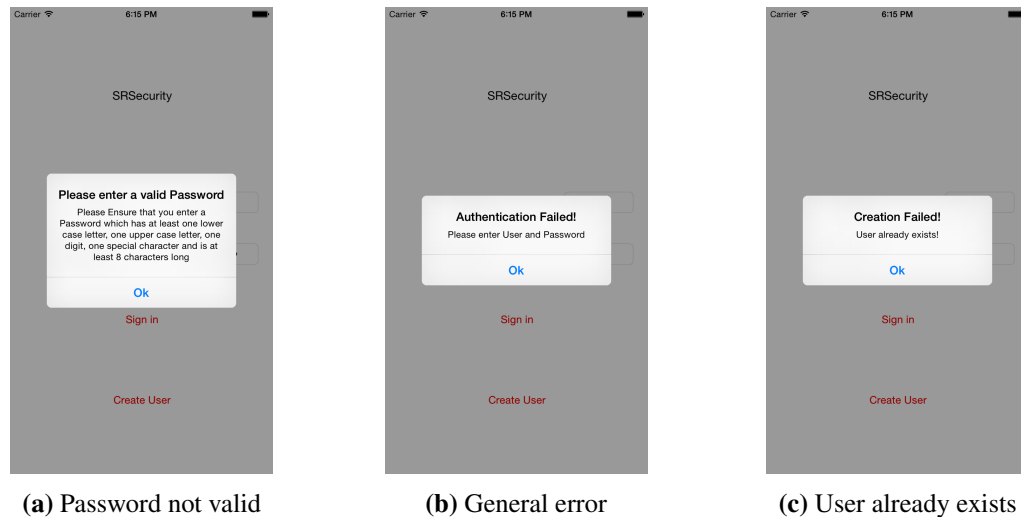 Carrier 6:15 PM
SRSecurity
Please enter a valid Password
Please Ensure that you enter a
Password which has at least one lower
case letter, one upper case letter, one
digit, one special character and is at
least 8 characters long
Ok
Sign in
Create User
(a) Password not valid
Carrier 6:15 PM
SRSecurity
Authentication Failed!
Please enter User and Password
Ok
Sign in
Create User
(b) General error
Carrier 6:15 PM
SRSecurity
Creation Failed!
User already exists!
Ok
Sign in
Create User
(c) User already exists